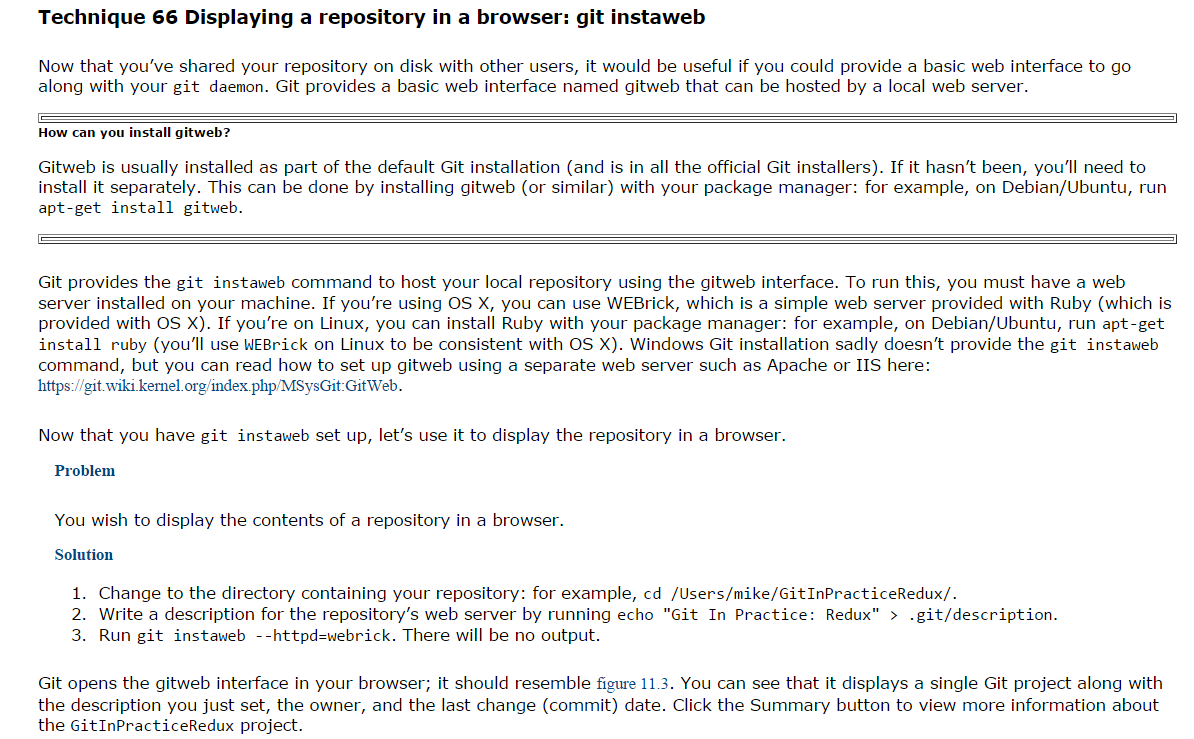 Technique 66 Displaying a repository in a browser: git instaweb
Now that you’ve shared your repository on disk with other users, it would be useful if you could provide a basic web interface to go
along with your git daemon. Git provides a basic web interface named gitweb that can be hosted by a local web server.
How can you install gitweb?
Gitweb is usually installed as part of the default Git installation (and is in all the official Git installers). If it hasn’t been, you’ll need to
install it separately. This can be done by installing gitweb (or similar) with your package manager: for example, on Debian/Ubuntu, run
apt-get install gitweb.
Git provides the git instaweb command to host your local repository using the gitweb interface. To run this, you must have a web
server installed on your machine. If you’re using OS X, you can use WEBrick, which is a simple web server provided with Ruby (which is
provided with OS X). If you’re on Linux, you can install Ruby with your package manager: for example, on Debian/Ubuntu, run apt-get
install ruby (you’ll use WEBrick on Linux to be consistent with OS X). Windows Git installation sadly doesn’t provide the git instaweb
command, but you can read how to set up gitweb using a separate web server such as Apache or IIS here:
https://git.wiki.kernel.org/index.php/MSysGit:GitWeb.
Now that you have git instaweb set up, let’s use it to display the repository in a browser.
Problem
You wish to display the contents of a repository in a browser.
Solution
1. Change to the directory containing your repository: for example, cd /Users/mike/GitInPracticeRedux/.
2. Write a description for the repository’s web server by running echo "Git In Practice: Redux" > .git/description.
3. Run git instaweb --httpd=webrick. There will be no output.
Git opens the gitweb interface in your browser; it should resemble figure 11.3. You can see that it displays a single Git project along with
the description you just set, the owner, and the last change (commit) date. Click the Summary button to view more information about
the GitInPracticeRedux project.